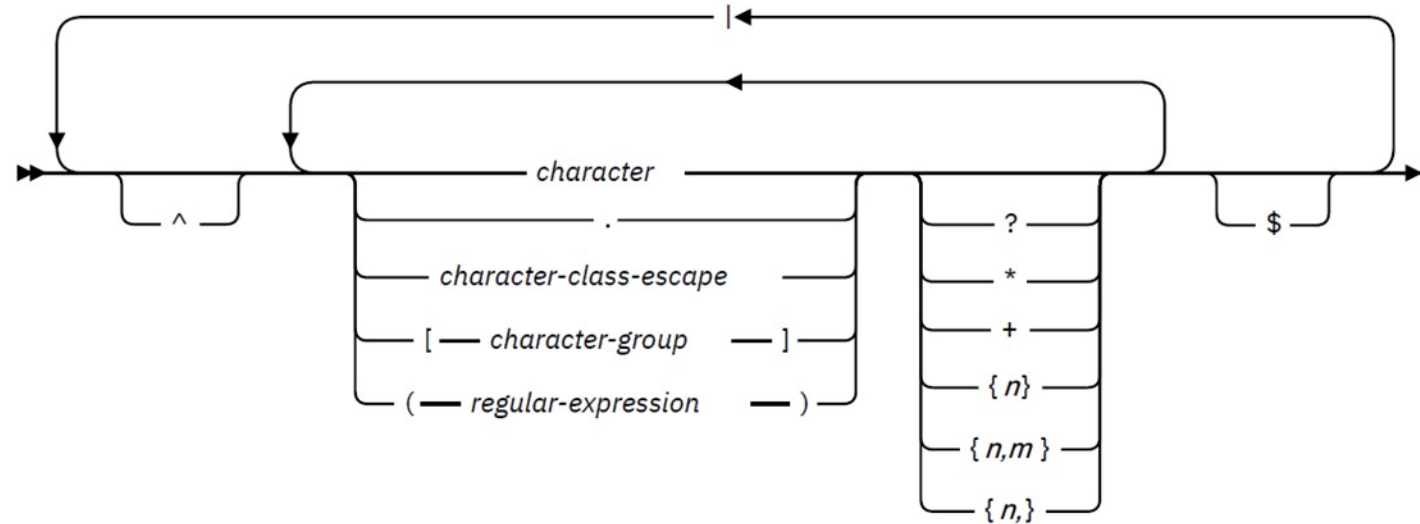 |
character
^ . ? $
character-class-escape *
[ character-group ] +
( regular-expression ) {n}
{n,m }
{n,}